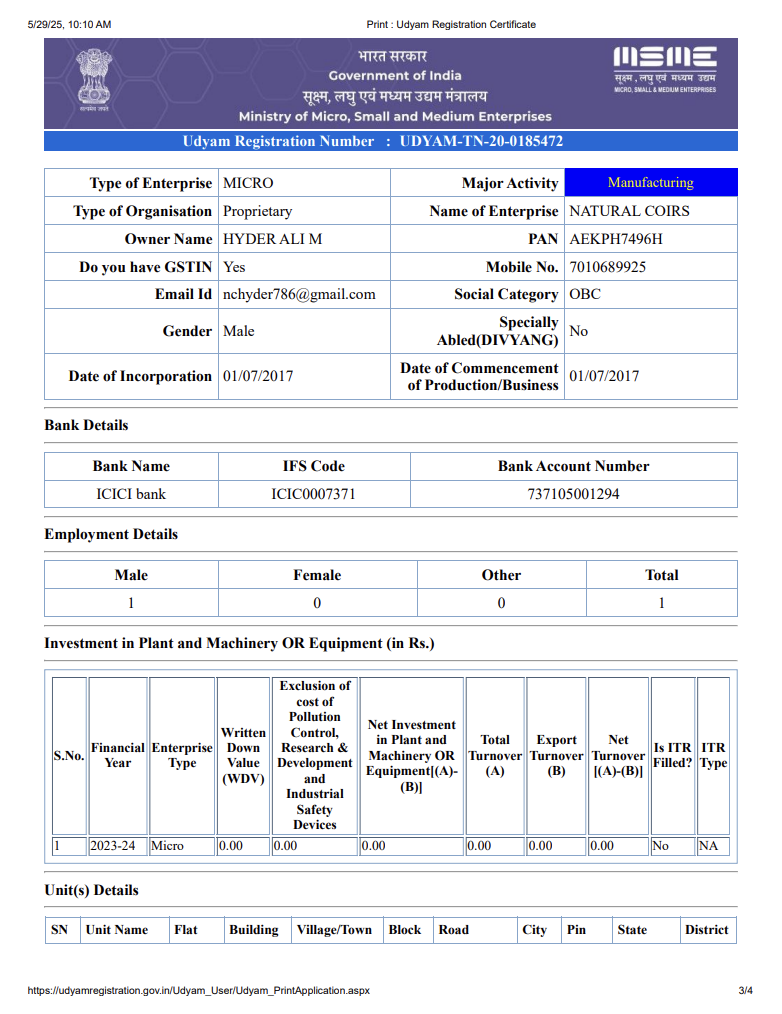 5/29/25, 10:10 AM Print : Udyam Registration Certificate
भारत सरकार
Government of India
सूक्ष्म, लघु एवं मध्यम उद्यम मंत्रालय
Ministry of Micro, Small and Medium Enterprises
सत्यमेव जयते
MSME
सूक्ष्म, लघु एवं मध्यम उद्यम
MICRO, SMALL & MEDIUM ENTERPRISES
Udyam Registration Number : UDYAM-TN-20-0185472
Type of Enterprise MICRO Major Activity Manufacturing
Type of Organisation Proprietary Name of Enterprise NATURAL COIRS
Owner Name HYDER ALI M PAN AEKPH7496H
Do you have GSTIN Yes Mobile No. 7010689925
Email Id nchyder786@gmail.com Social Category OBC
Gender Male Specially
Abled(DIVYANG) No
Date of Incorporation 01/07/2017 Date of Commencement
of Production/Business 01/07/2017
Bank Details
Bank Name IFS Code Bank Account Number
ICICI bank ICIC0007371 737105001294
Employment Details
Male Female Other Total
1 0 0 1
Investment in Plant and Machinery OR Equipment (in Rs.)
S.No.
Financial
Year
Enterprise
Type
Written
Down
Value
(WDV)
Exclusion of
cost of
Pollution
Control,
Research &
Development
and
Industrial
Safety
Devices
Net Investment
in Plant and
Machinery OR
Equipment[(A)-
(B)]
Total
Turnover
(A)
Export
Turnover
(B)
Net
Turnover
[(A)-(B)]
Is ITR
Filled?
ITR
Type
1 2023-24 Micro 0.00 0.00 0.00 0.00 0.00 0.00 No NA
Unit(s) Details
SN Unit Name Flat Building Village/Town Block Road City Pin State District
https://udyamregistration.gov.in/Udyam_User/Udyam_PrintApplication.aspx 3/4